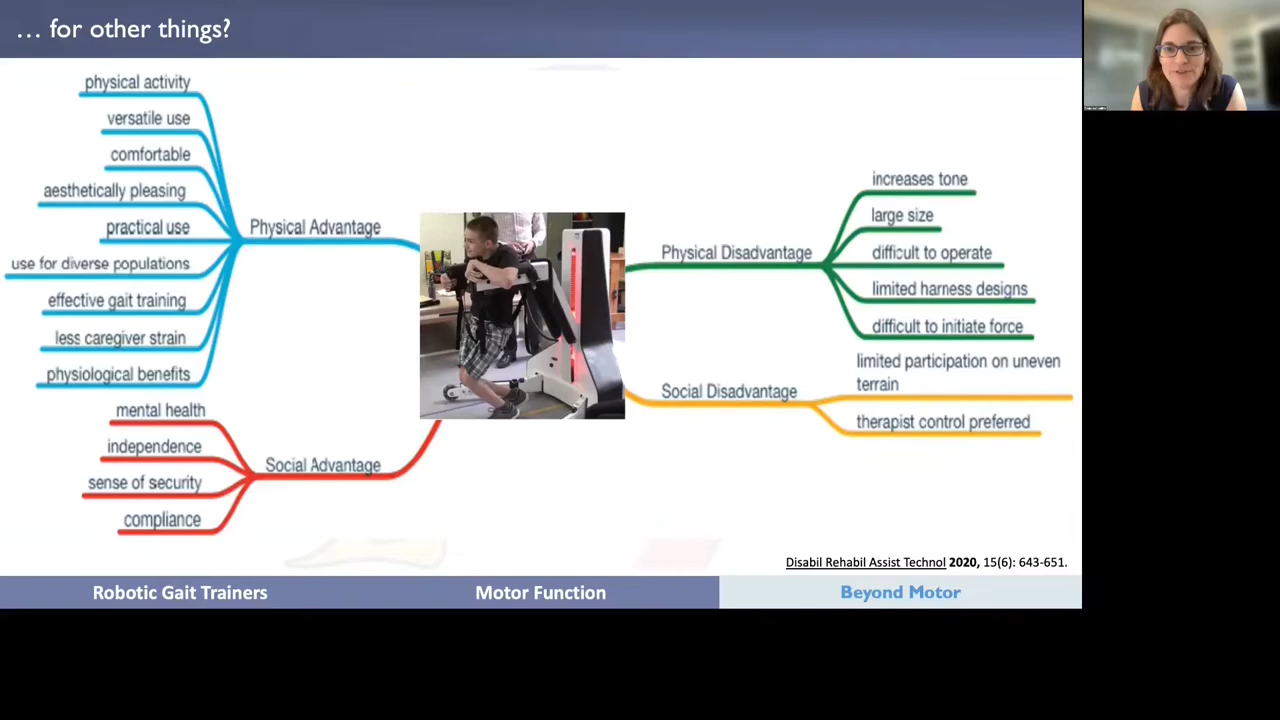 … for other things?
physical activity
versatile use
comfortable
aesthetically pleasing
practical use
use for diverse populations
effective gait training
less caregiver strain
physiological benefits
Physical Advantage
mental health
independence
sense of security
compliance
Social Advantage
Physical Disadvantage
increases tone
large size
difficult to operate
limited harness designs
difficult to initiate force
Social Disadvantage
limited participation on uneven
terrain
therapist control preferred
Disabil Rehabil Assist Technol 2020, 15(6): 643-651.
Robotic Gait Trainers
Motor Function
Beyond Motor